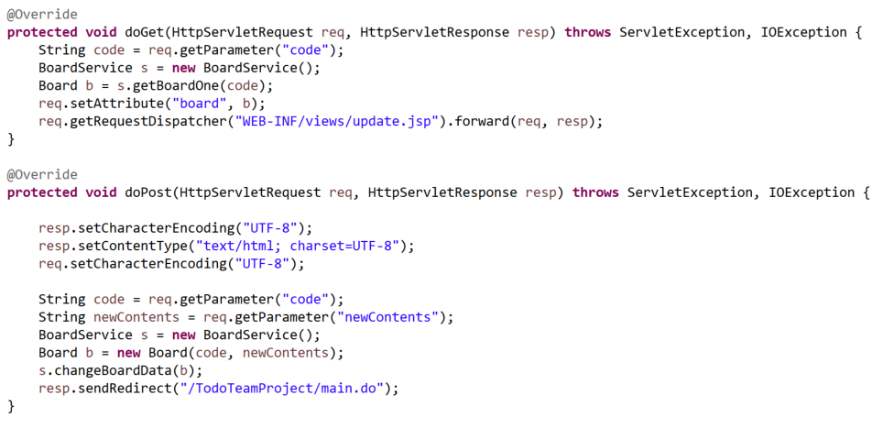 @Override
protected void doGet(HttpServletRequest req, HttpServletResponse resp) throws ServletException, IOException {
    String code = req.getParameter("code");
    BoardService s = new BoardService();
    Board b = s.getBoardOne(code);
    req.setAttribute("board", b);
    req.getRequestDispatcher("WEB-INF/views/update.jsp").forward(req, resp);
}

@Override
protected void doPost(HttpServletRequest req, HttpServletResponse resp) throws ServletException, IOException {

    resp.setCharacterEncoding("UTF-8");
    resp.setContentType("text/html; charset=UTF-8");
    req.setCharacterEncoding("UTF-8");

    String code = req.getParameter("code");
    String newContents = req.getParameter("newContents");
    BoardService s = new BoardService();
    Board b = new Board(code, newContents);
    s.changeBoardData(b);
    resp.sendRedirect("/TodoTeamProject/main.do");
}